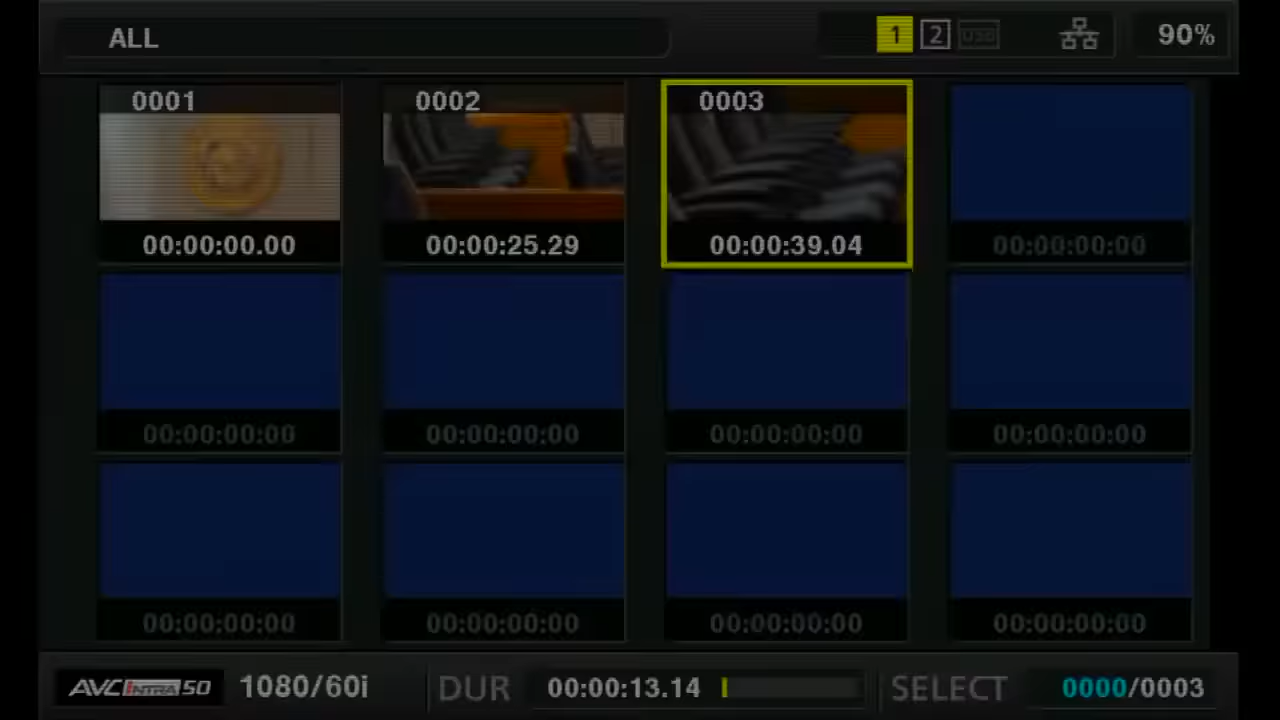 ALL 1 2 USB 90%
0001 0002 0003
00:00:00.00 00:00:25.29 00:00:39.04 00:00:00:00
00:00:00:00 00:00:00:00 00:00:00:00 00:00:00:00
00:00:00:00 00:00:00:00 00:00:00:00 00:00:00:00
AVC INTRA 50 1080/60i DUR 00:00:13.14 SELECT 0000/0003